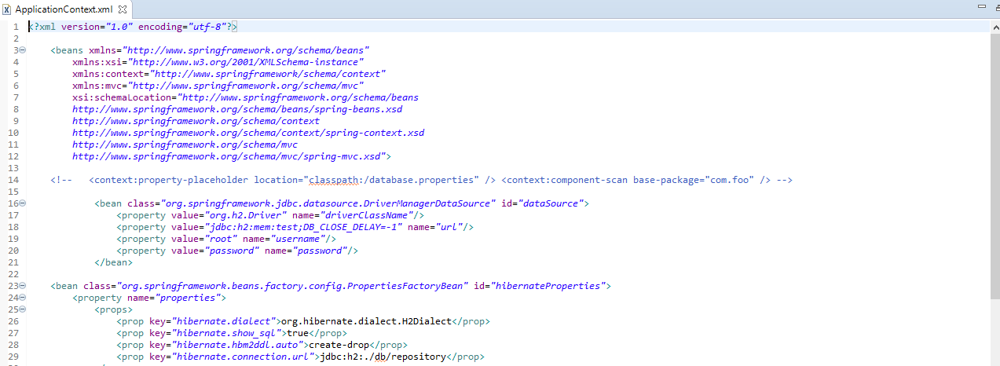 ApplicationContext.xml
1 <?xml version="1.0" encoding="utf-8"?>
2
3 <beans xmlns="http://www.springframework.org/schema/beans"
4 xmlns:xsi="http://www.w3.org/2001/XMLSchema-instance"
5 xmlns:context="http://www.springframework/schema/context"
6 xmlns:mvc="http://www.springframework.org/schema/mvc"
7 xsi:schemaLocation="http://www.springframework.org/schema/beans
8 http://www.springframework.org/schema/beans/spring-beans.xsd
9 http://www.springframework.org/schema/context
10 http://www.springframework.org/schema/context/spring-context.xsd
11 http://www.springframework.org/schema/mvc
12 http://www.springframework.org/schema/mvc/spring-mvc.xsd">
13
14 <!-- <context:property-placeholder location="classpath:/database.properties" /> <context:component-scan base-package="com.foo" /> -->
15
16 <bean class="org.springframework.jdbc.datasource.DriverManagerDataSource" id="dataSource">
17 <property value="org.h2.Driver" name="driverClassName"/>
18 <property value="jdbc:h2:mem:test;DB_CLOSE_DELAY=-1" name="url"/>
19 <property value="root" name="username"/>
20 <property value="password" name="password"/>
21 </bean>
22
23 <bean class="org.springframework.beans.factory.config.PropertiesFactoryBean" id="hibernateProperties">
24 <property name="properties">
25 <props>
26 <prop key="hibernate.dialect">org.hibernate.dialect.H2Dialect</prop>
27 <prop key="hibernate.show_sql">true</prop>
28 <prop key="hibernate.hbm2ddl.auto">create-drop</prop>
29 <prop key="hibernate.connection.url">jdbc:h2:./db/repository</prop>